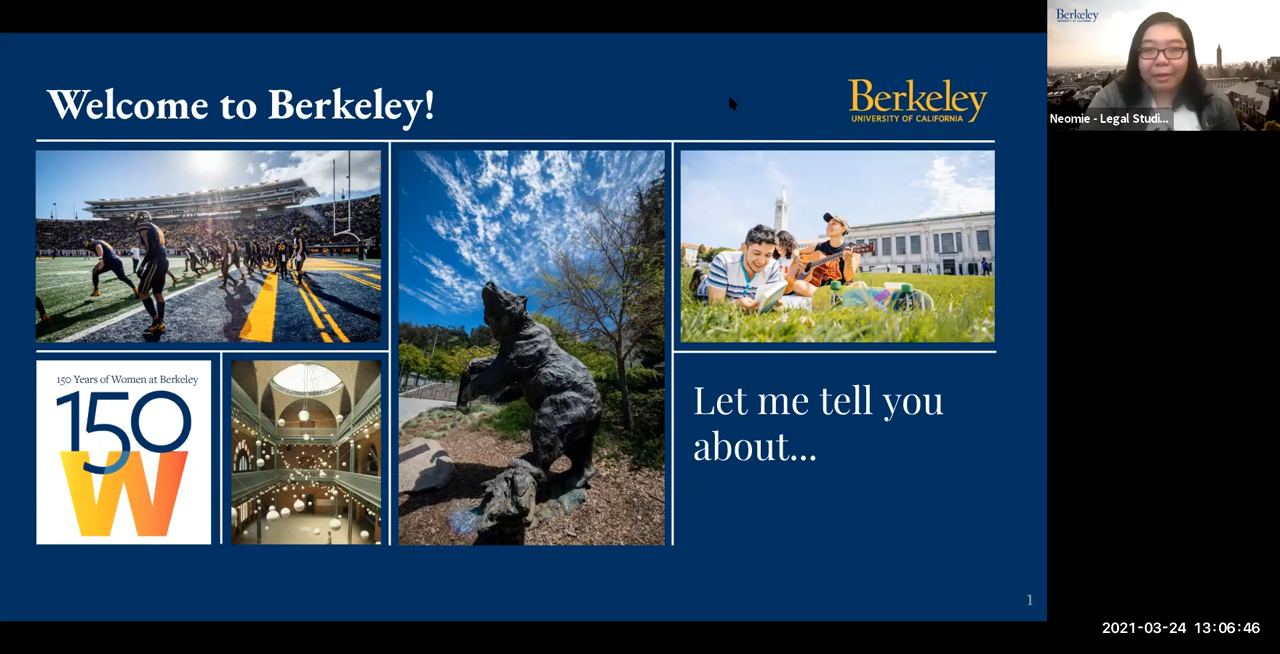 Welcome to Berkeley!
Berkeley
UNIVERSITY OF CALIFORNIA
150 Years of Women at Berkeley
150
W
Let me tell you
about...
1
Berkeley
Neomie - Legal Studi...
2021-03-24 13:06:46